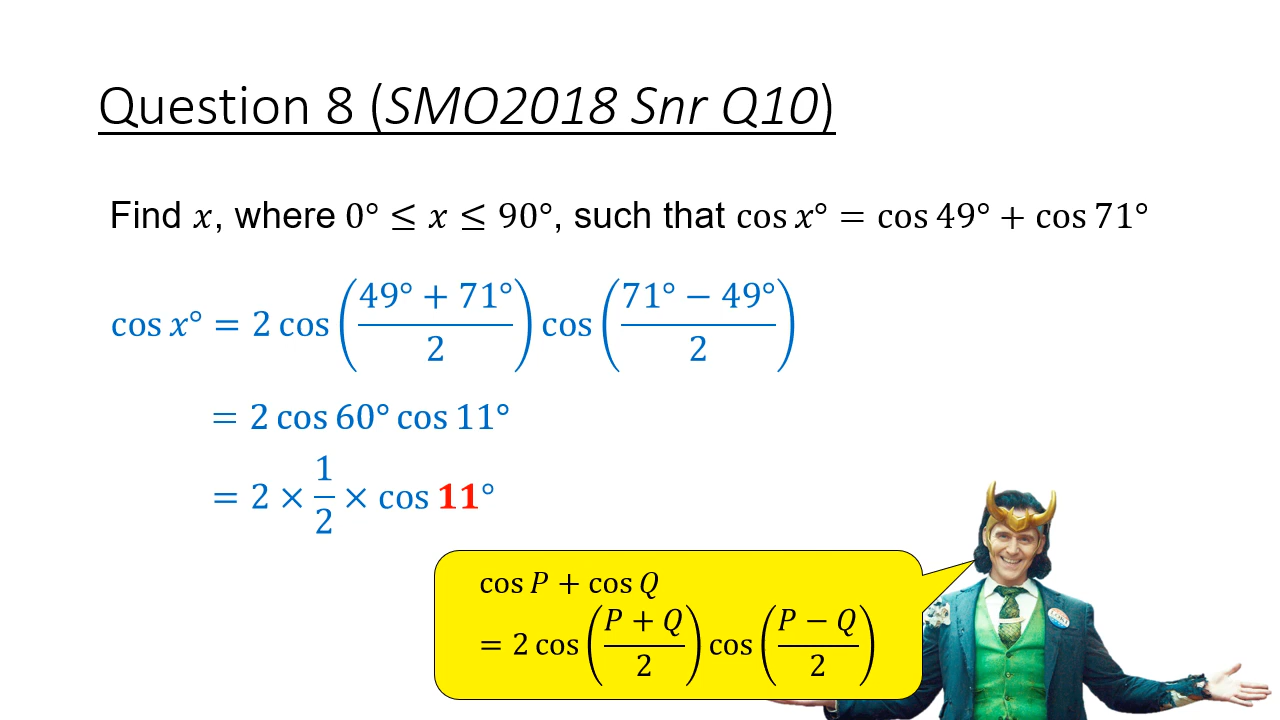 Question 8 (SMO2018 Snr Q10)
Find 𝑥, where 0° ≤ 𝑥 ≤ 90°, such that cos 𝑥° = cos 49° + cos 71°
cos 𝑥° = 2 cos((49° + 71°)/2) cos((71° − 49°)/2)
= 2 cos 60° cos 11°
= 2 × 1/2 × cos 11°
cos 𝑃 + cos 𝑄
= 2 cos((𝑃 + 𝑄)/2) cos((𝑃 − 𝑄)/2)